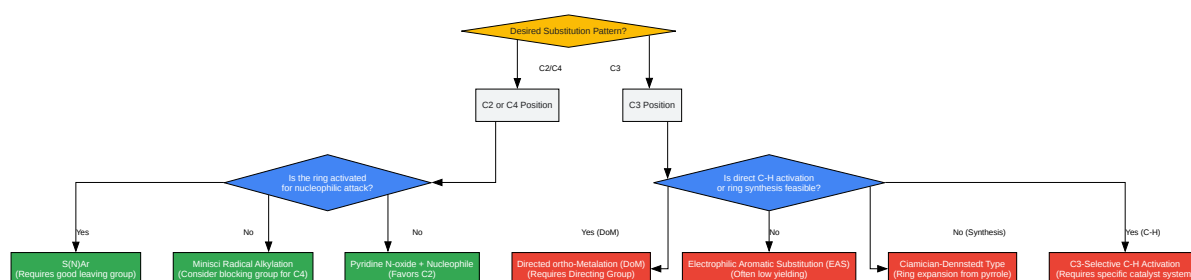 Desired Substitution Pattern?
C2/C4
C3
C2 or C4 Position
C3 Position
Is the ring activated
for nucleophilic attack?
Is direct C-H activation
or ring synthesis feasible?
Yes
No
No
Yes (DoM)
No
No (Synthesis)
Yes (C-H)
S(N)Ar
(Requires good leaving group)
Minisci Radical Alkylation
(Consider blocking group for C4)
Pyridine N-oxide + Nucleophile
(Favors C2)
Directed ortho-Metalation (DoM)
(Requires Directing Group)
Electrophilic Aromatic Substitution (EAS)
(Often low yielding)
Ciamician-Dennstedt Type
(Ring expansion from pyrrole)
C3-Selective C-H Activation
(Requires specific catalyst system)